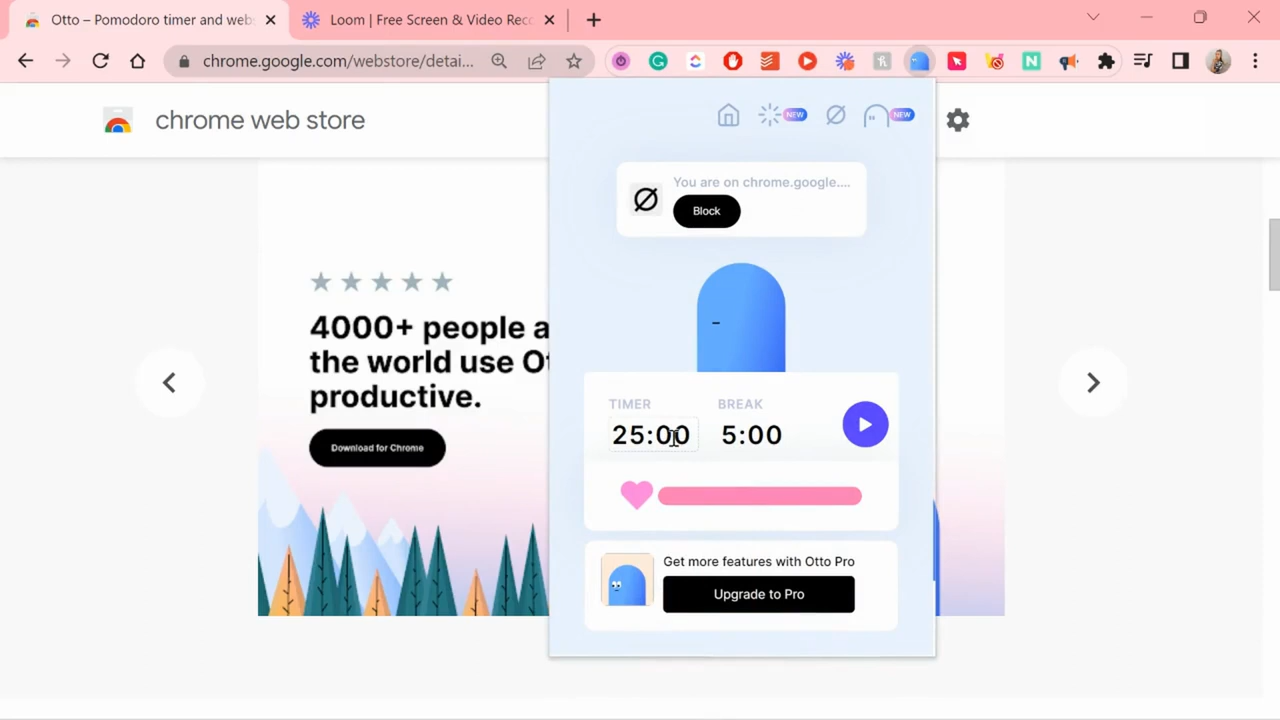 Otto – Pomodoro timer and webs
Loom | Free Screen & Video Rec
chrome.google.com/webstore/detai...
chrome web store
NEW
NEW
You are on chrome.google....
Block
4000+ people a
the world use Ot
productive.
Download for Chrome
TIMER
BREAK
25:00
5:00
Get more features with Otto Pro
Upgrade to Pro